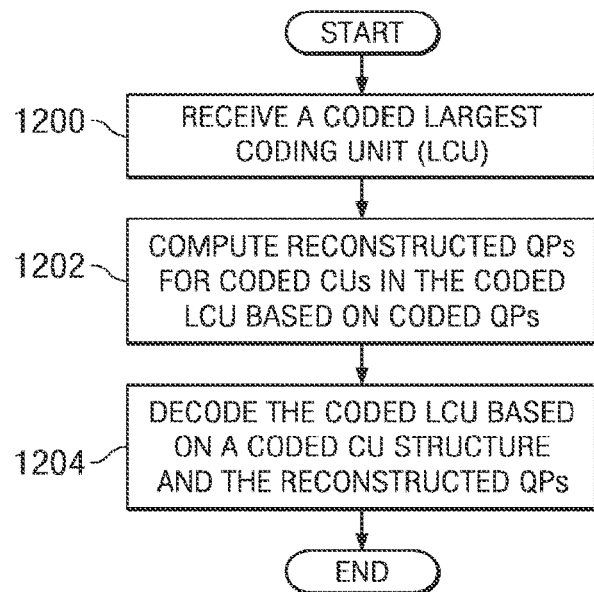 START
1200
RECEIVE A CODED LARGEST
CODING UNIT (LCU)
1202
COMPUTE RECONSTRUCTED QPs
FOR CODED CUs IN THE CODED
LCU BASED ON CODED QPs
1204
DECODE THE CODED LCU BASED
ON A CODED CU STRUCTURE
AND THE RECONSTRUCTED QPs
END